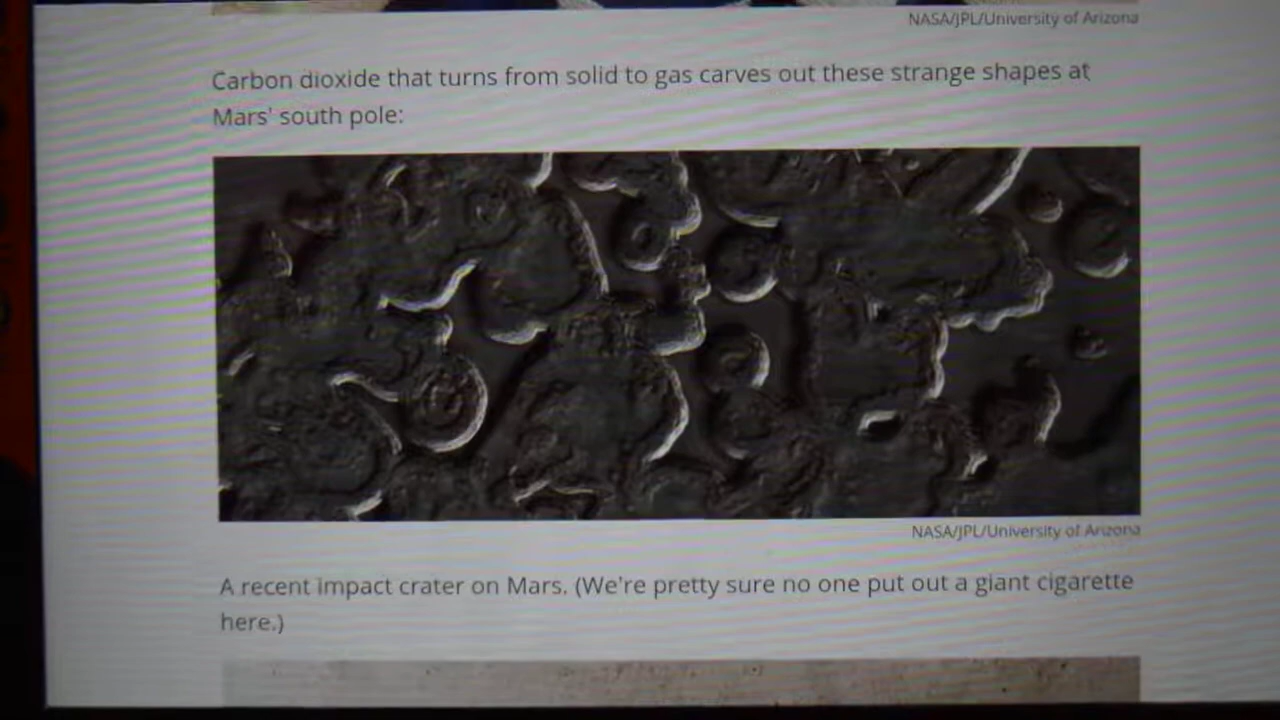 NASA/JPL/University of Arizona
Carbon dioxide that turns from solid to gas carves out these strange shapes at
Mars' south pole:
NASA/JPL/University of Arizona
A recent impact crater on Mars. (We're pretty sure no one put out a giant cigarette
here.)